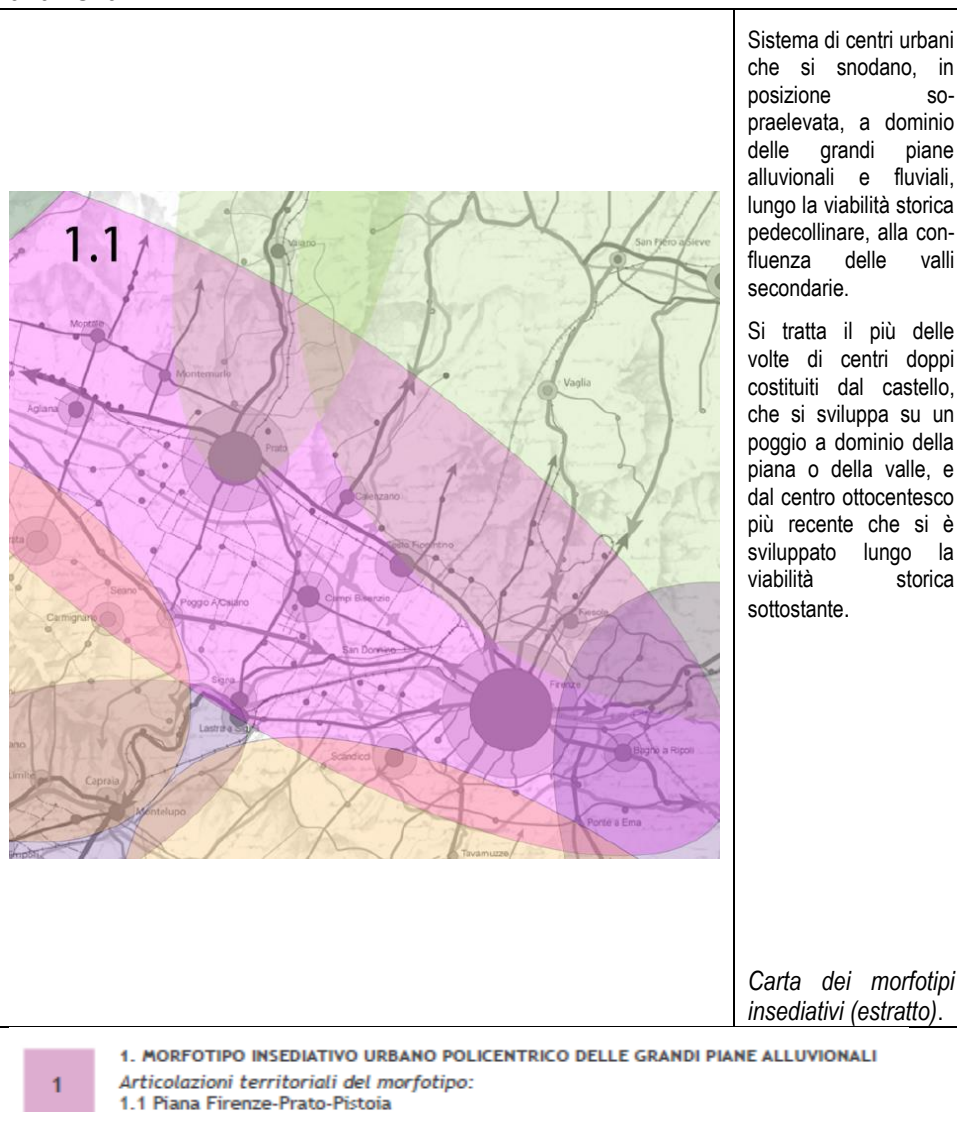 Sistema di centri urbani
che si snodano, in
posizione so-
praelevata, a dominio
delle grandi piane
alluvionali e fluviali,
lungo la viabilità storica
pedecollinare, alla con-
fluenza delle valli
secondarie.
Si tratta il più delle
volte di centri doppi
costituiti dal castello,
che si sviluppa su un
poggio a dominio della
piana o della valle, e
dal centro ottocentesco
più recente che si è
sviluppato lungo la
viabilità storica
sottostante.
1.1
Vaiano
San Piero a Sieve
Montale
Montemurlo
Vaglia
Agliana
Prata
Calenzano
Sesto Fiorentino
Seano
Poggio A Caiano
Campi Bisenzio
Carmignano
Fiesole
San Donnino
Signa
Firenze
Lastra a Signa
Scandicci
Bagno a Ripoli
Capraia
Montelupo
Ponte a Ema
Tavarnuzze
Carta dei morfotipi
insediativi (estratto).
1
1. MORFOTIPO INSEDIATIVO URBANO POLICENTRICO DELLE GRANDI PIANE ALLUVIONALI
Articolazioni territoriali del morfotipo:
1.1 Piana Firenze-Prato-Pistoia